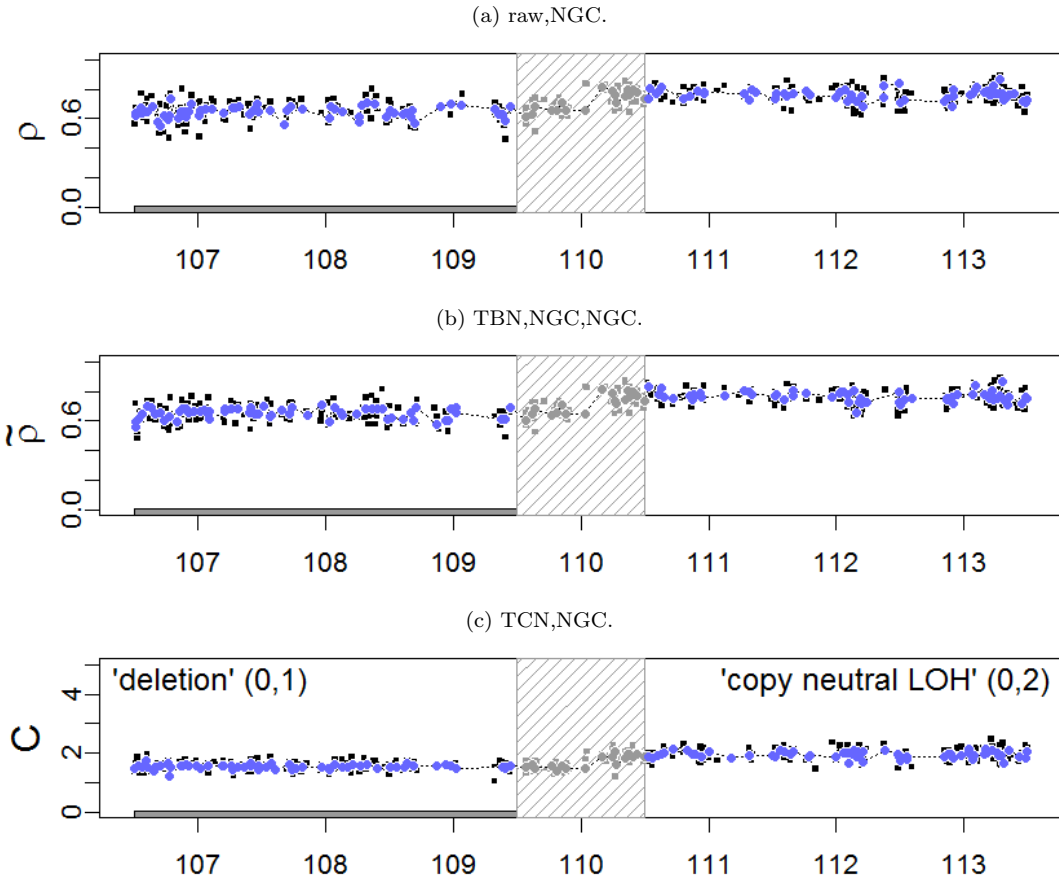 (a) raw,NGC.
ρ
0.0 0.6
107 108 109 110 111 112 113
(b) TBN,NGC,NGC.
ρ̃
0.0 0.6
107 108 109 110 111 112 113
(c) TCN,NGC.
'deletion' (0,1) 'copy neutral LOH' (0,2)
C
0 2 4
107 108 109 110 111 112 113